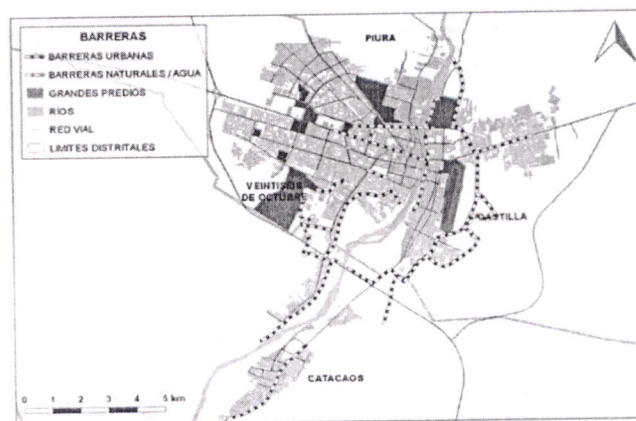 BARRERAS
BARRERAS URBANAS
BARRERAS NATURALES / AGUA
GRANDES PREDIOS
RÍOS
RED VIAL
LIMITES DISTRITALES
PIURA
VEINTISEIS
DE OCTUBRE
CASTILLA
CATACAOS
0 1 2 3 4 5 km